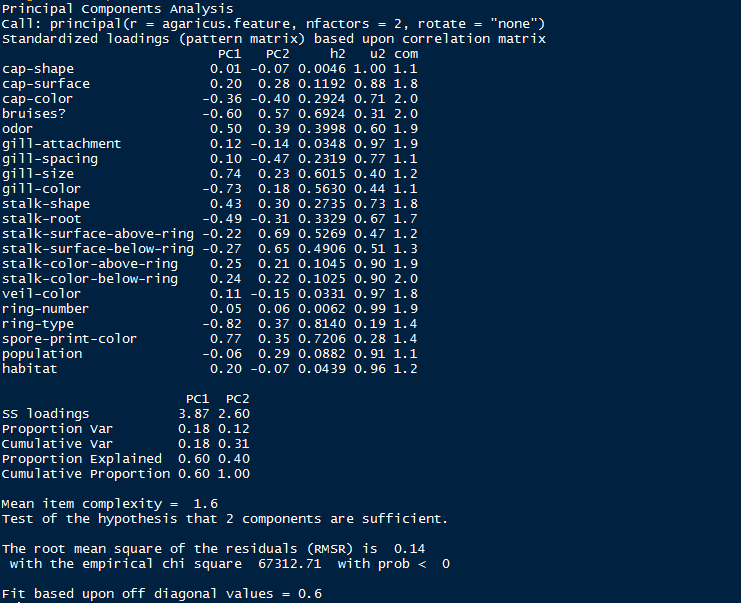 Principal Components Analysis
Call: principal(r = agaricus.feature, nfactors = 2, rotate = "none")
Standardized loadings (pattern matrix) based upon correlation matrix
PC1 PC2 h2 u2 com
cap-shape 0.01 -0.07 0.0046 1.00 1.1
cap-surface 0.20 0.28 0.1192 0.88 1.8
cap-color -0.36 -0.40 0.2924 0.71 2.0
bruises? -0.60 0.57 0.6924 0.31 2.0
odor 0.50 0.39 0.3998 0.60 1.9
gill-attachment 0.12 -0.14 0.0348 0.97 1.9
gill-spacing 0.10 -0.47 0.2319 0.77 1.1
gill-size 0.74 0.23 0.6015 0.40 1.2
gill-color -0.73 0.18 0.5630 0.44 1.1
stalk-shape 0.43 0.30 0.2735 0.73 1.8
stalk-root -0.49 -0.31 0.3329 0.67 1.7
stalk-surface-above-ring -0.22 0.69 0.5269 0.47 1.2
stalk-surface-below-ring -0.27 0.65 0.4906 0.51 1.3
stalk-color-above-ring 0.25 0.21 0.1045 0.90 1.9
stalk-color-below-ring 0.24 0.22 0.1025 0.90 2.0
veil-color 0.11 -0.15 0.0331 0.97 1.8
ring-number 0.05 0.06 0.0062 0.99 1.9
ring-type -0.82 0.37 0.8140 0.19 1.4
spore-print-color 0.77 0.35 0.7206 0.28 1.4
population -0.06 0.29 0.0882 0.91 1.1
habitat 0.20 -0.07 0.0439 0.96 1.2
PC1 PC2
SS loadings 3.87 2.60
Proportion Var 0.18 0.12
Cumulative Var 0.18 0.31
Proportion Explained 0.60 0.40
Cumulative Proportion 0.60 1.00
Mean item complexity = 1.6
Test of the hypothesis that 2 components are sufficient.
The root mean square of the residuals (RMSR) is 0.14
with the empirical chi square 67312.71 with prob < 0
Fit based upon off diagonal values = 0.6